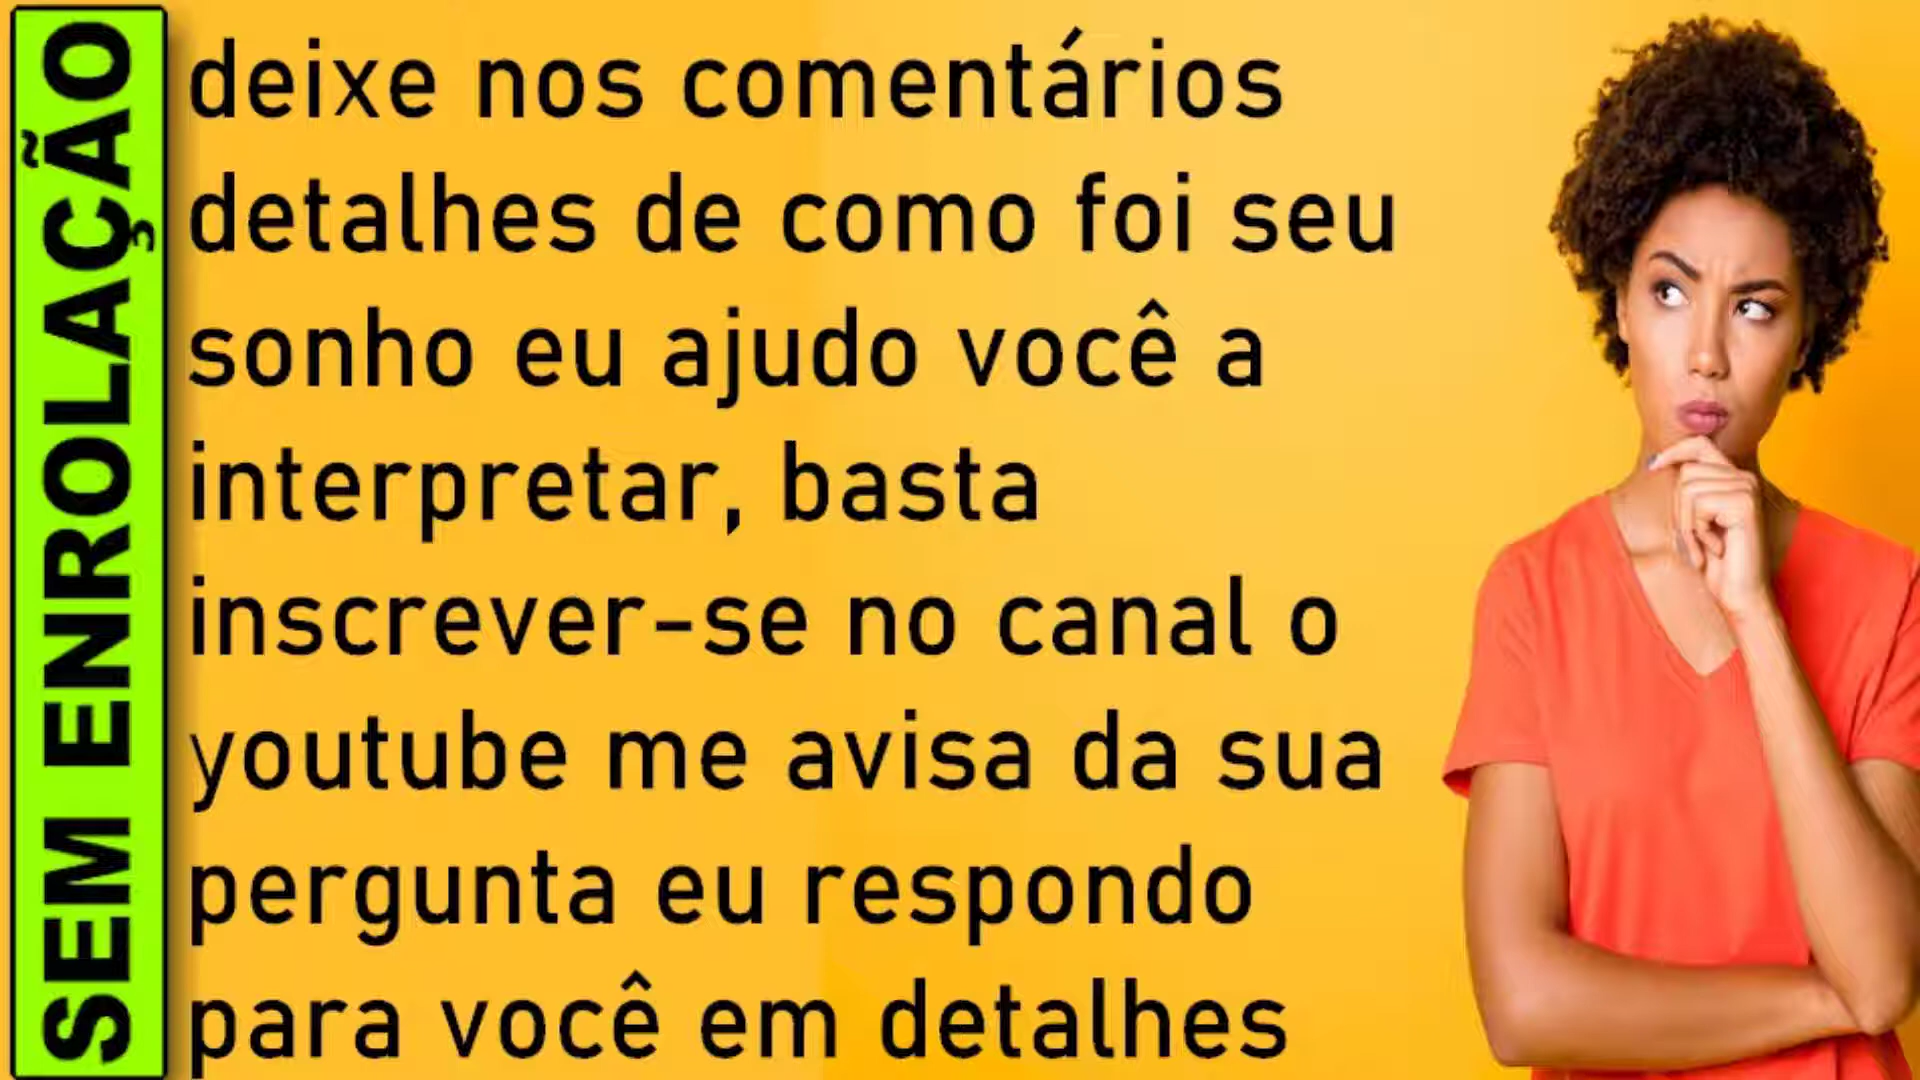 SEM ENROLAÇÃO
deixe nos comentários
detalhes de como foi seu
sonho eu ajudo você a
interpretar, basta
inscrever-se no canal o
youtube me avisa da sua
pergunta eu respondo
para você em detalhes